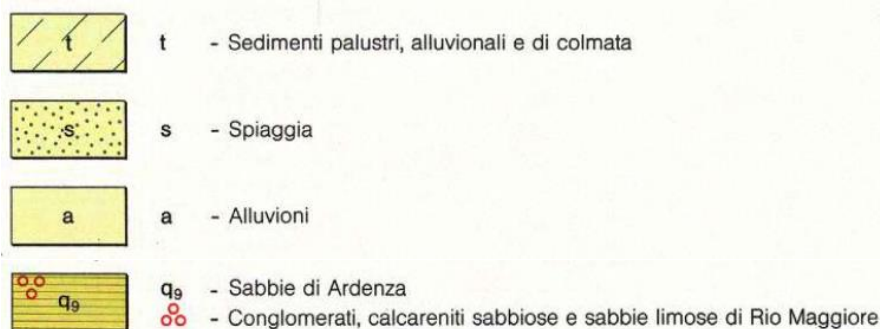 t t - Sedimenti palustri, alluvionali e di colmata
s s - Spiaggia
a a - Alluvioni
q₉ q₉ - Sabbie di Ardenza
- Conglomerati, calcareniti sabbiose e sabbie limose di Rio Maggiore